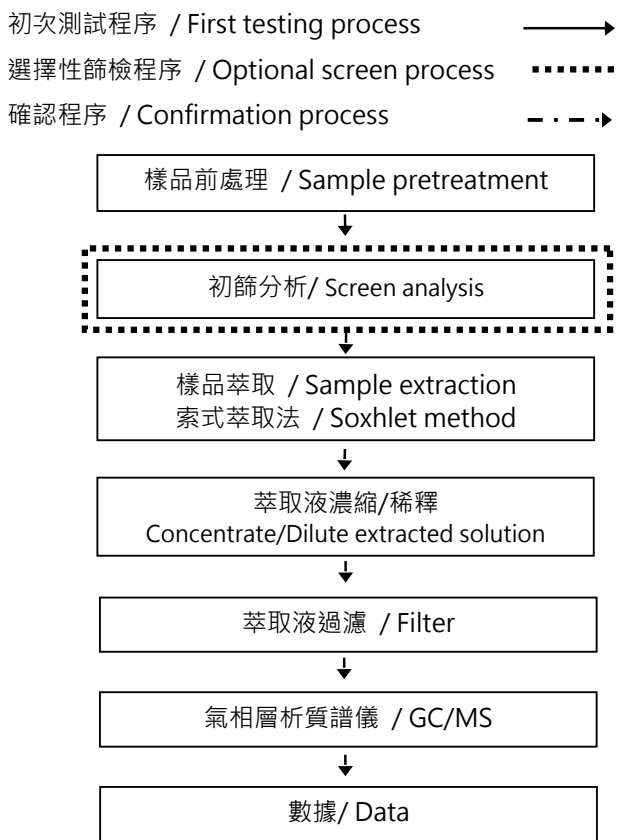 初次測試程序 / First testing process
選擇性篩檢程序 / Optional screen process
確認程序 / Confirmation process
樣品前處理 / Sample pretreatment
初篩分析/ Screen analysis
樣品萃取 / Sample extraction
索式萃取法 / Soxhlet method
萃取液濃縮/稀釋
Concentrate/Dilute extracted solution
萃取液過濾 / Filter
氣相層析質譜儀 / GC/MS
數據/ Data